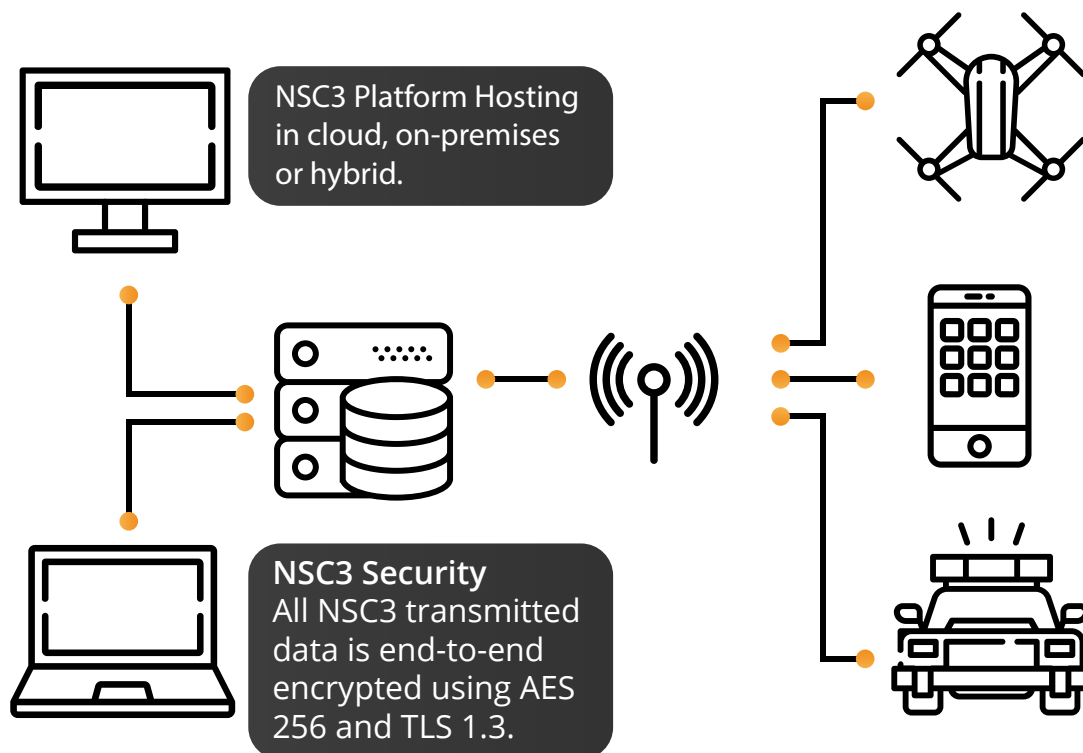 NSC3 Platform Hosting
in cloud, on-premises
or hybrid.
NSC3 Security
All NSC3 transmitted
data is end-to-end
encrypted using AES
256 and TLS 1.3.